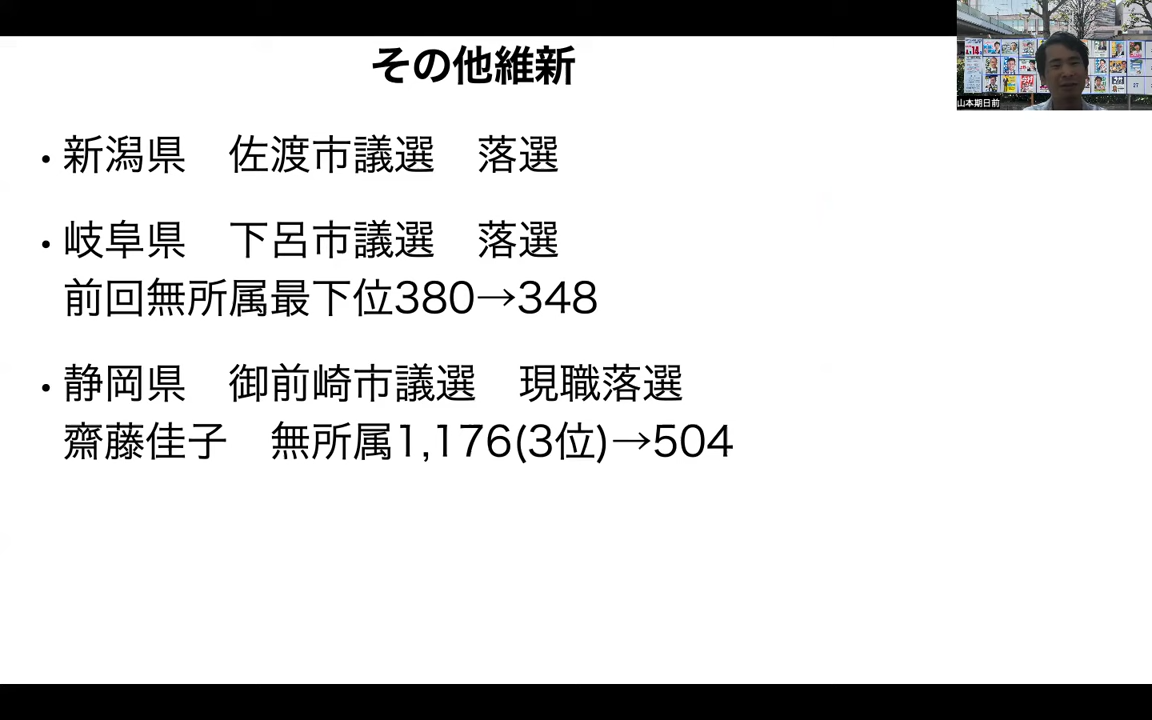 その他維新
・新潟県　佐渡市議選　落選
・岐阜県　下呂市議選　落選
前回無所属最下位380→348
・静岡県　御前崎市議選　現職落選
齋藤佳子　無所属1,176(3位)→504
山本期日前